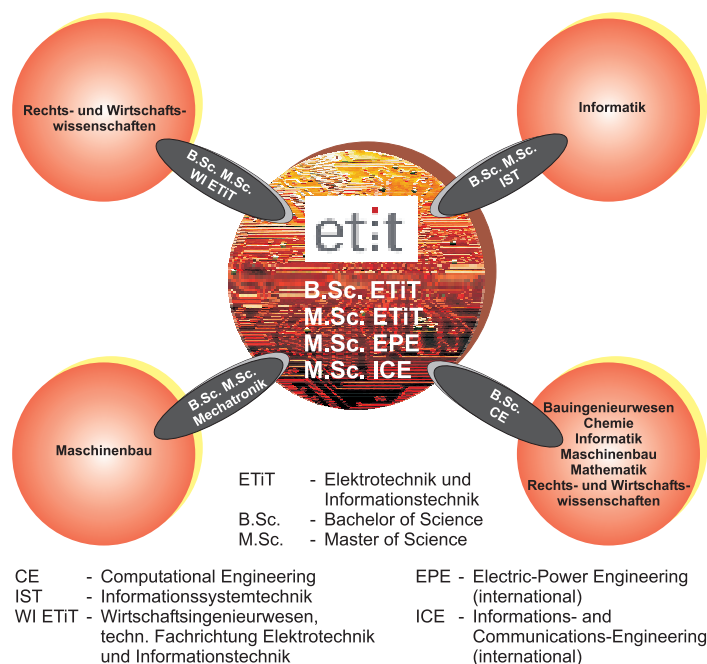 Rechts- und Wirtschafts-
wissenschaften
Informatik
B.Sc. M.Sc.
WI ETiT
B.Sc. M.Sc.
IST
etit
B.Sc. ETiT
M.Sc. ETiT
M.Sc. EPE
M.Sc. ICE
B.Sc. M.Sc.
Mechatronik
B.Sc.
CE
Maschinenbau
Bauingenieurwesen
Chemie
Informatik
Maschinenbau
Mathematik
Rechts- und Wirtschafts-
wissenschaften
ETiT - Elektrotechnik und
Informationstechnik
B.Sc. - Bachelor of Science
M.Sc. - Master of Science
CE - Computational Engineering
IST - Informationssystemtechnik
WI ETiT - Wirtschaftsingenieurwesen,
techn. Fachrichtung Elektrotechnik
und Informationstechnik
EPE - Electric-Power Engineering
(international)
ICE - Informations- and
Communications-Engineering
(international)